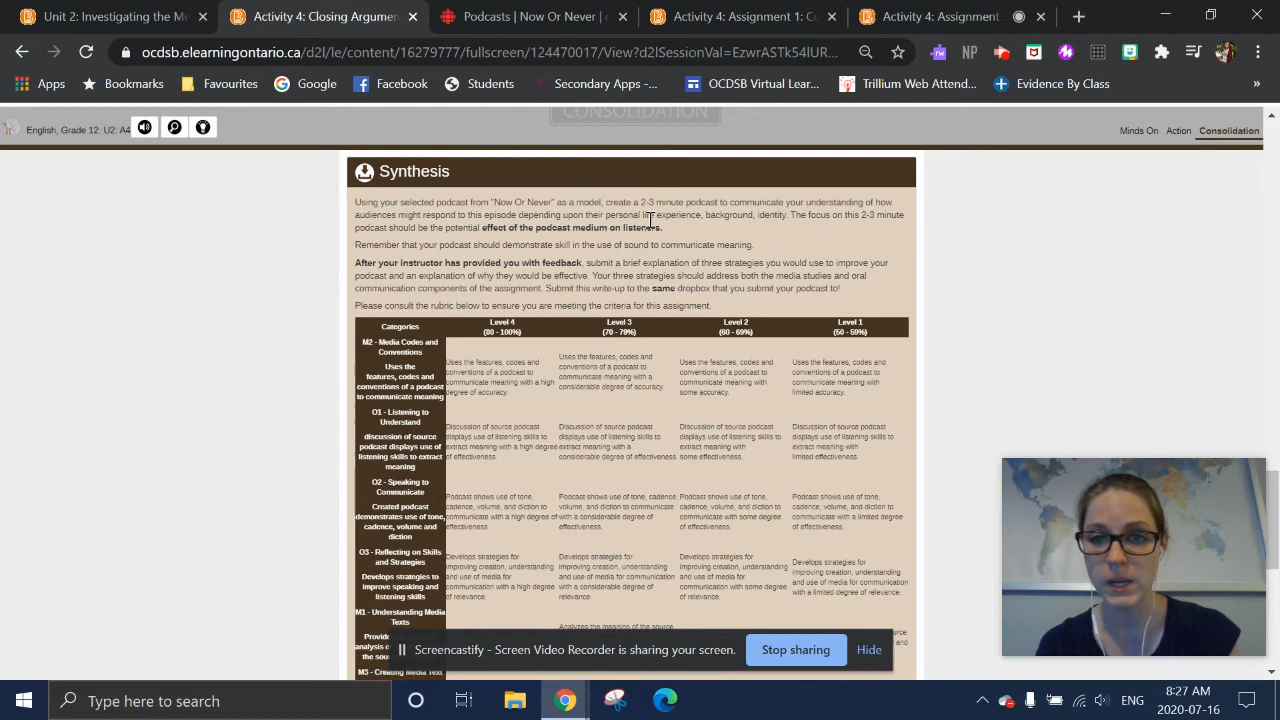 Unit 2: Investigating the Me
Activity 4: Closing Argument
Podcasts | Now Or Never |
Activity 4: Assignment 1: Co
Activity 4: Assignment
ocdsb.elearningontario.ca/d2l/le/content/16279777/fullscreen/124470017/View?d2lSessionVal=EzwrASTk54lUR...
Apps
Bookmarks
Favourites
Google
Facebook
Students
Secondary Apps -...
OCDSB Virtual Lear...
Trillium Web Attend...
Evidence By Class
»
CONSOLIDATION
English, Grade 12: U2: A4
Minds On Action Consolidation
Synthesis
Using your selected podcast from "Now Or Never" as a model, create a 2-3 minute podcast to communicate your understanding of how
audiences might respond to this episode depending upon their personal life experience, background, identity. The focus on this 2-3 minute
podcast should be the potential effect of the podcast medium on listeners.
Remember that your podcast should demonstrate skill in the use of sound to communicate meaning.
After your instructor has provided you with feedback, submit a brief explanation of three strategies you would use to improve your
podcast and an explanation of why they would be effective. Your three strategies should address both the media studies and oral
communication components of the assignment. Submit this write-up to the same dropbox that you submit your podcast to!
Please consult the rubric below to ensure you are meeting the criteria for this assignment.
Categories
Level 4
(80 - 100%)
Level 3
(70 - 79%)
Level 2
(60 - 69%)
Level 1
(50 - 59%)
M2 - Media Codes and
Conventions
Uses the
features, codes and
conventions of a podcast
to communicate meaning
Uses the features, codes and
conventions of a podcast to
communicate meaning with a high
degree of accuracy.
Uses the features, codes and
conventions of a podcast to
communicate meaning with a
considerable degree of accuracy.
Uses the features, codes and
conventions of a podcast to
communicate meaning with
some accuracy.
Uses the features, codes and
conventions of a podcast to
communicate meaning with
limited accuracy.
O1 - Listening to
Understand
discussion of source
podcast displays use of
listening skills to extract
meaning
Discussion of source podcast
displays use of listening skills to
extract meaning with a high degree
of effectiveness.
Discussion of source podcast
displays use of listening skills to
extract meaning with a
considerable degree of effectiveness.
Discussion of source podcast
displays use of listening skills to
extract meaning with
some effectiveness.
Discussion of source podcast
displays use of listening skills to
extract meaning with
limited effectiveness.
O2 - Speaking to
Communicate
Created podcast
demonstrates use of tone,
cadence, volume and
diction
Podcast shows use of tone,
cadence, volume, and diction to
communicate with a high degree of
effectiveness.
Podcast shows use of tone, cadence,
volume, and diction to communicate
with a considerable degree of
effectiveness.
Podcast shows use of tone,
cadence, volume, and diction to
communicate with some degree
of effectiveness.
Podcast shows use of tone,
cadence, volume, and diction to
communicate with a limited degree
of effectiveness.
O3 - Reflecting on Skills
and Strategies
Develops strategies to
improve speaking and
listening skills
Develops strategies for
improving creation, understanding
and use of media for
communication with a high degree
of relevance.
Develops strategies for
improving creation, understanding
and use of media for communication
with a considerable degree of
relevance.
Develops strategies for
improving creation, understanding
and use of media for
communication with some degree
of relevance.
Develops strategies for
improving creation, understanding
and use of media for communication
with a limited degree of relevance.
M1 - Understanding Media
Texts
Analyzes the meaning of the source
M3 - Creating Media Text
Screencastify - Screen Video Recorder is sharing your screen.
Stop sharing
Hide
Type here to search
ENG
8:27 AM
2020-07-16